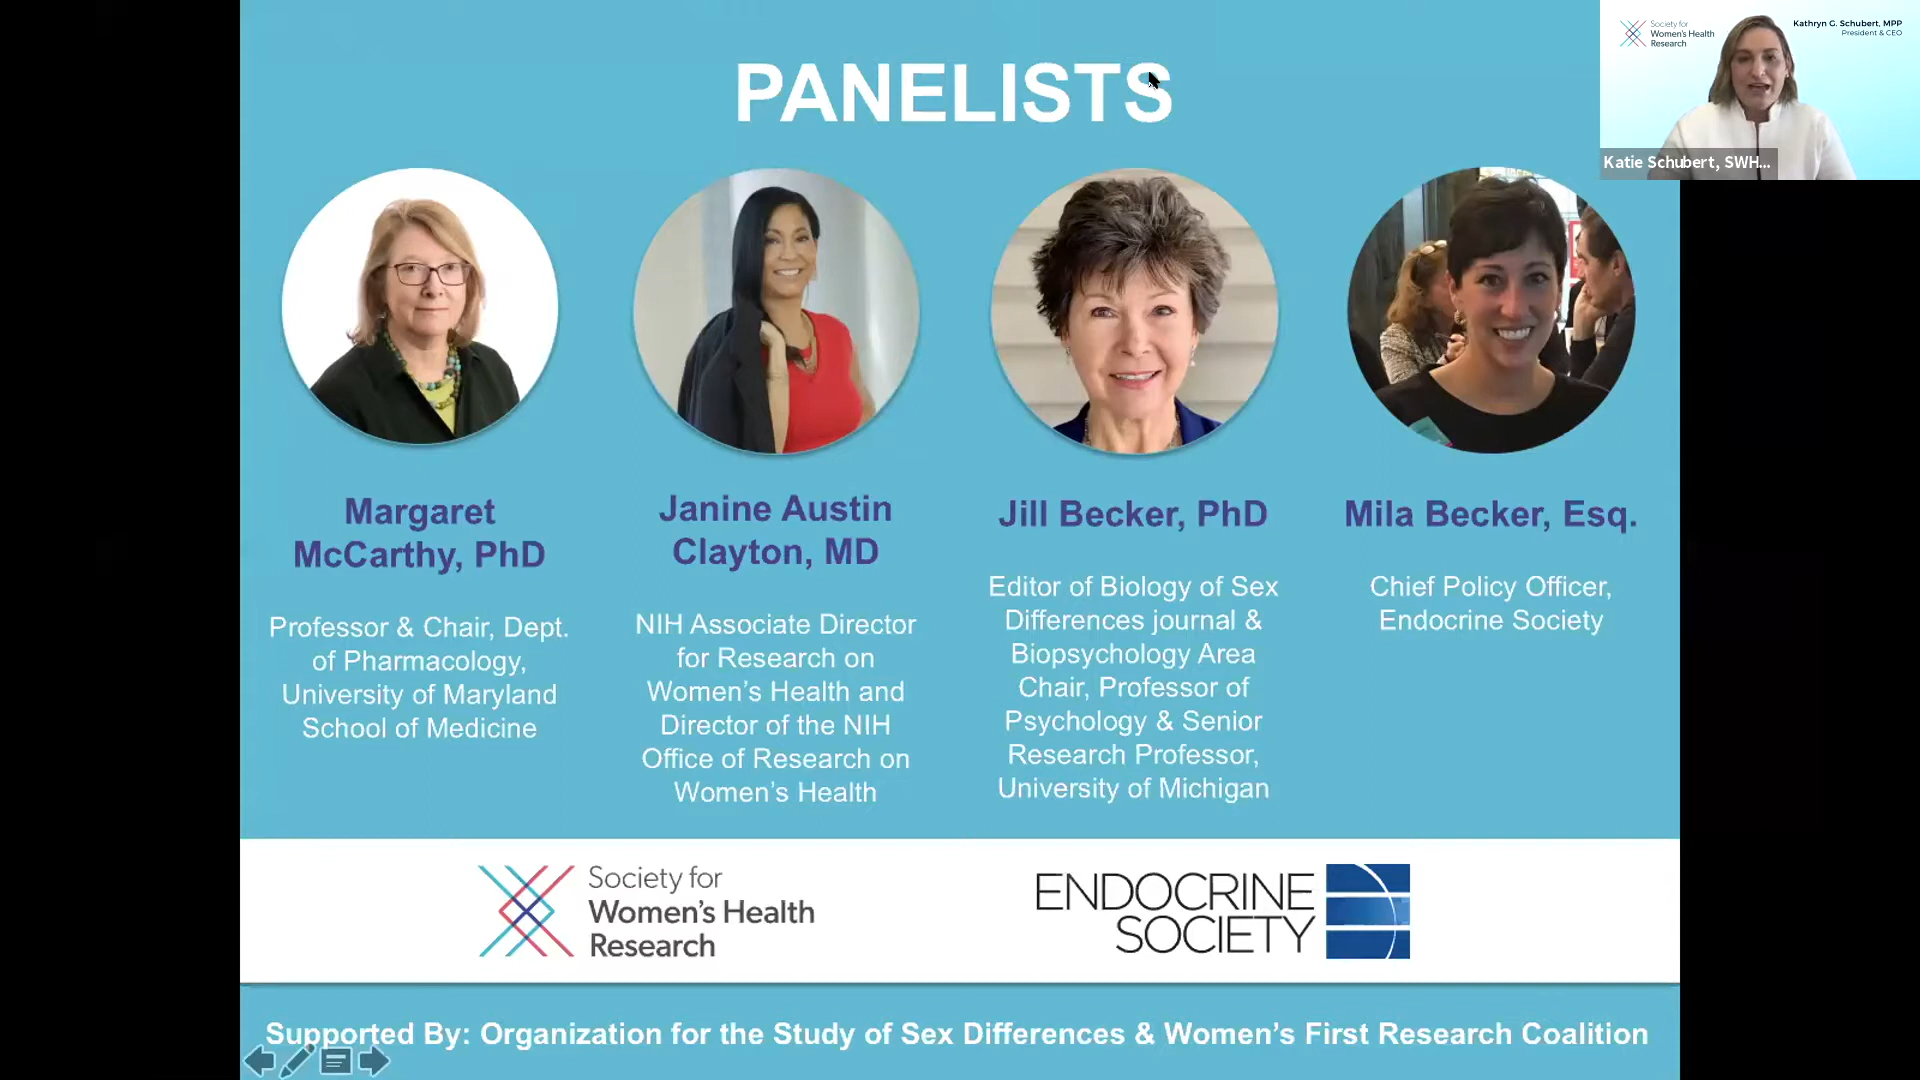 PANELISTS
Society for
Women's Health
Research
Kathryn G. Schubert, MPP
President & CEO
Katie Schubert, SWH...
Margaret
McCarthy, PhD
Professor & Chair, Dept.
of Pharmacology,
University of Maryland
School of Medicine
Janine Austin
Clayton, MD
NIH Associate Director
for Research on
Women's Health and
Director of the NIH
Office of Research on
Women's Health
Jill Becker, PhD
Editor of Biology of Sex
Differences journal &
Biopsychology Area
Chair, Professor of
Psychology & Senior
Research Professor,
University of Michigan
Mila Becker, Esq.
Chief Policy Officer,
Endocrine Society
Society for
Women's Health
Research
ENDOCRINE
SOCIETY
Supported By: Organization for the Study of Sex Differences & Women's First Research Coalition